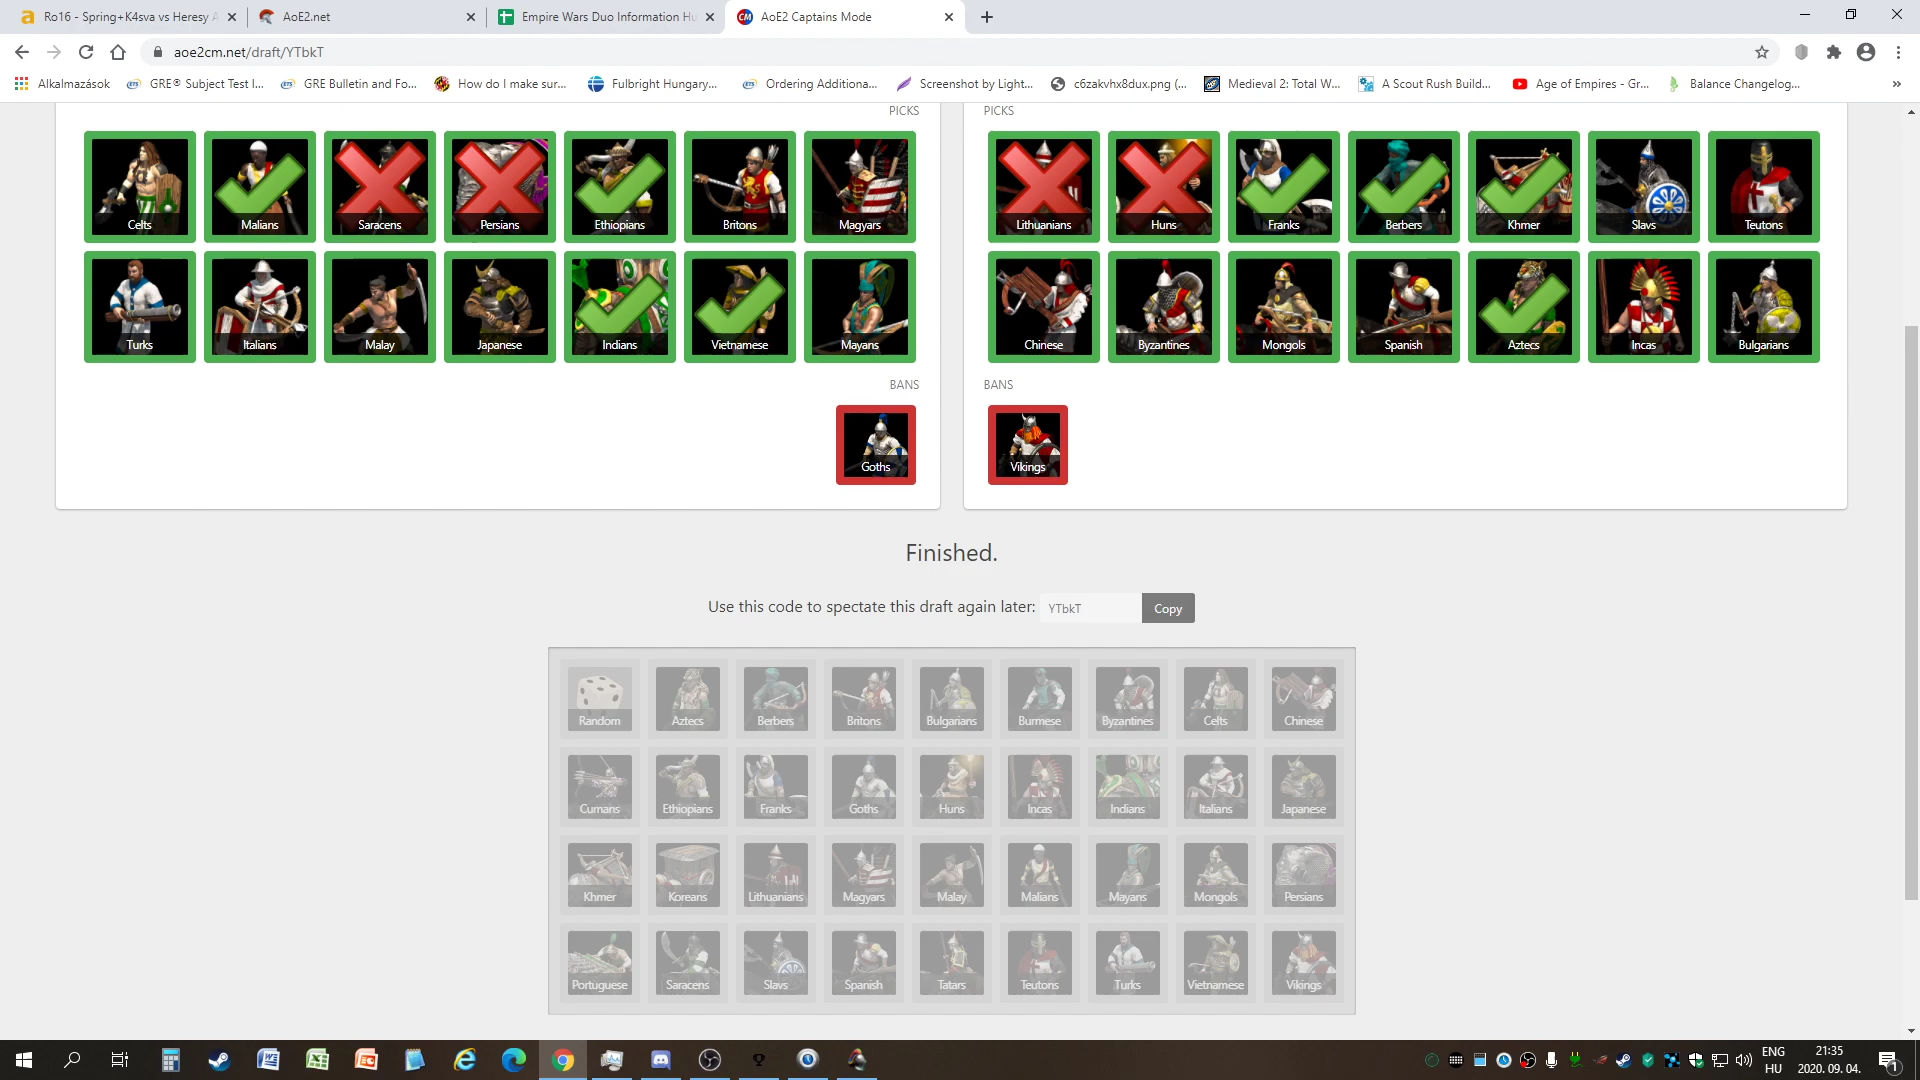 Ro16 - Spring+K4sva vs Heresy A
AoE2.net
Empire Wars Duo Information Hu
AoE2 Captains Mode
aoe2cm.net/draft/YTbkT
Alkalmazások
GRE® Subject Test I...
GRE Bulletin and Fo...
How do I make sur...
Fulbright Hungary...
Ordering Additiona...
Screenshot by Light...
c6zakvhx8dux.png (...
Medieval 2: Total W...
A Scout Rush Build...
Age of Empires - Gr...
Balance Changelog...
PICKS
PICKS
Celts Malians Saracens Persians Ethiopians Britons Magyars
Lithuanians Huns Franks Berbers Khmer Slavs Teutons
Turks Italians Malay Japanese Indians Vietnamese Mayans
Chinese Byzantines Mongols Spanish Aztecs Incas Bulgarians
BANS
BANS
Goths
Vikings
Finished.
Use this code to spectate this draft again later: YTbkT Copy
Random Aztecs Berbers Britons Bulgarians Burmese Byzantines Celts Chinese
Cumans Ethiopians Franks Goths Huns Incas Indians Italians Japanese
Khmer Koreans Lithuanians Magyars Malay Malians Mayans Mongols Persians
Portuguese Saracens Slavs Spanish Tatars Teutons Turks Vietnamese Vikings
ENG
HU
21:35
2020. 09. 04.
1